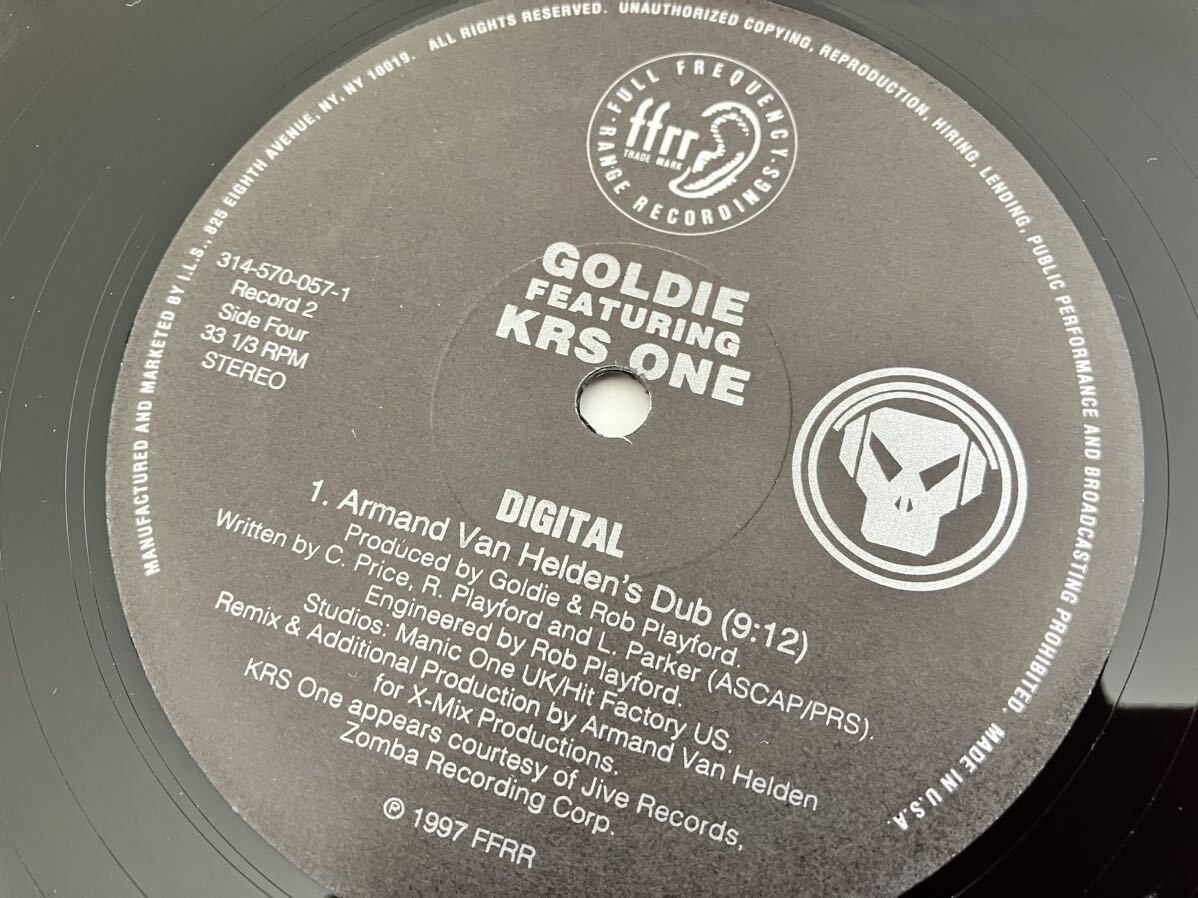 MANUFACTURED AND MARKETED BY I.L.S., 825 EIGHTH AVENUE, NY, NY 10019. ALL RIGHTS RESERVED. UNAUTHORIZED COPYING, REPRODUCTION, HIRING, LENDING, PUBLIC PERFORMANCE AND BROADCASTING PROHIBITED. MADE IN U.S.A.
FULL FREQUENCY
ffrr
TRADE MARK
RANGE RECORDINGS
GOLDIE
FEATURING
KRS ONE
314-570-057-1
Record 2
Side Four
33 1/3 RPM
STEREO
DIGITAL
1. Armand Van Helden's Dub (9:12)
Produced by Goldie & Rob Playford.
Written by C. Price, R. Playford and L. Parker (ASCAP/PRS).
Engineered by Rob Playford.
Studios: Manic One UK/Hit Factory US.
Remix & Additional Production by Armand Van Helden
for X-Mix Productions.
KRS One appears courtesy of Jive Records,
Zomba Recording Corp.
℗ 1997 FFRR